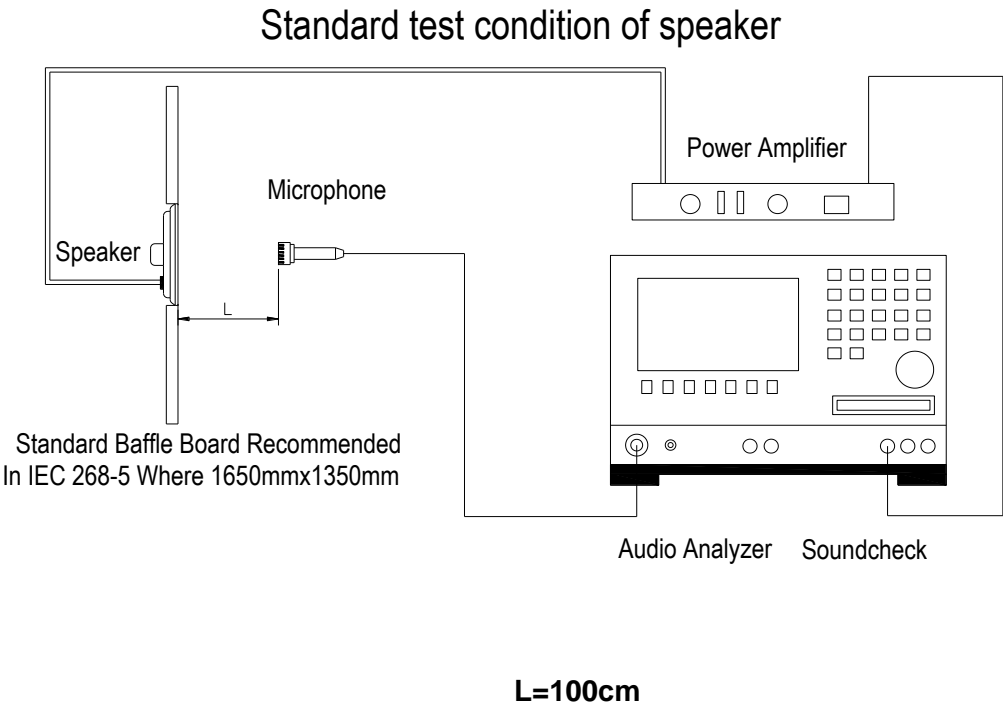 Standard test condition of speaker
Power Amplifier
Microphone
Speaker
L
Standard Baffle Board Recommended
In IEC 268-5 Where 1650mmx1350mm
Audio Analyzer
Soundcheck
L=100cm